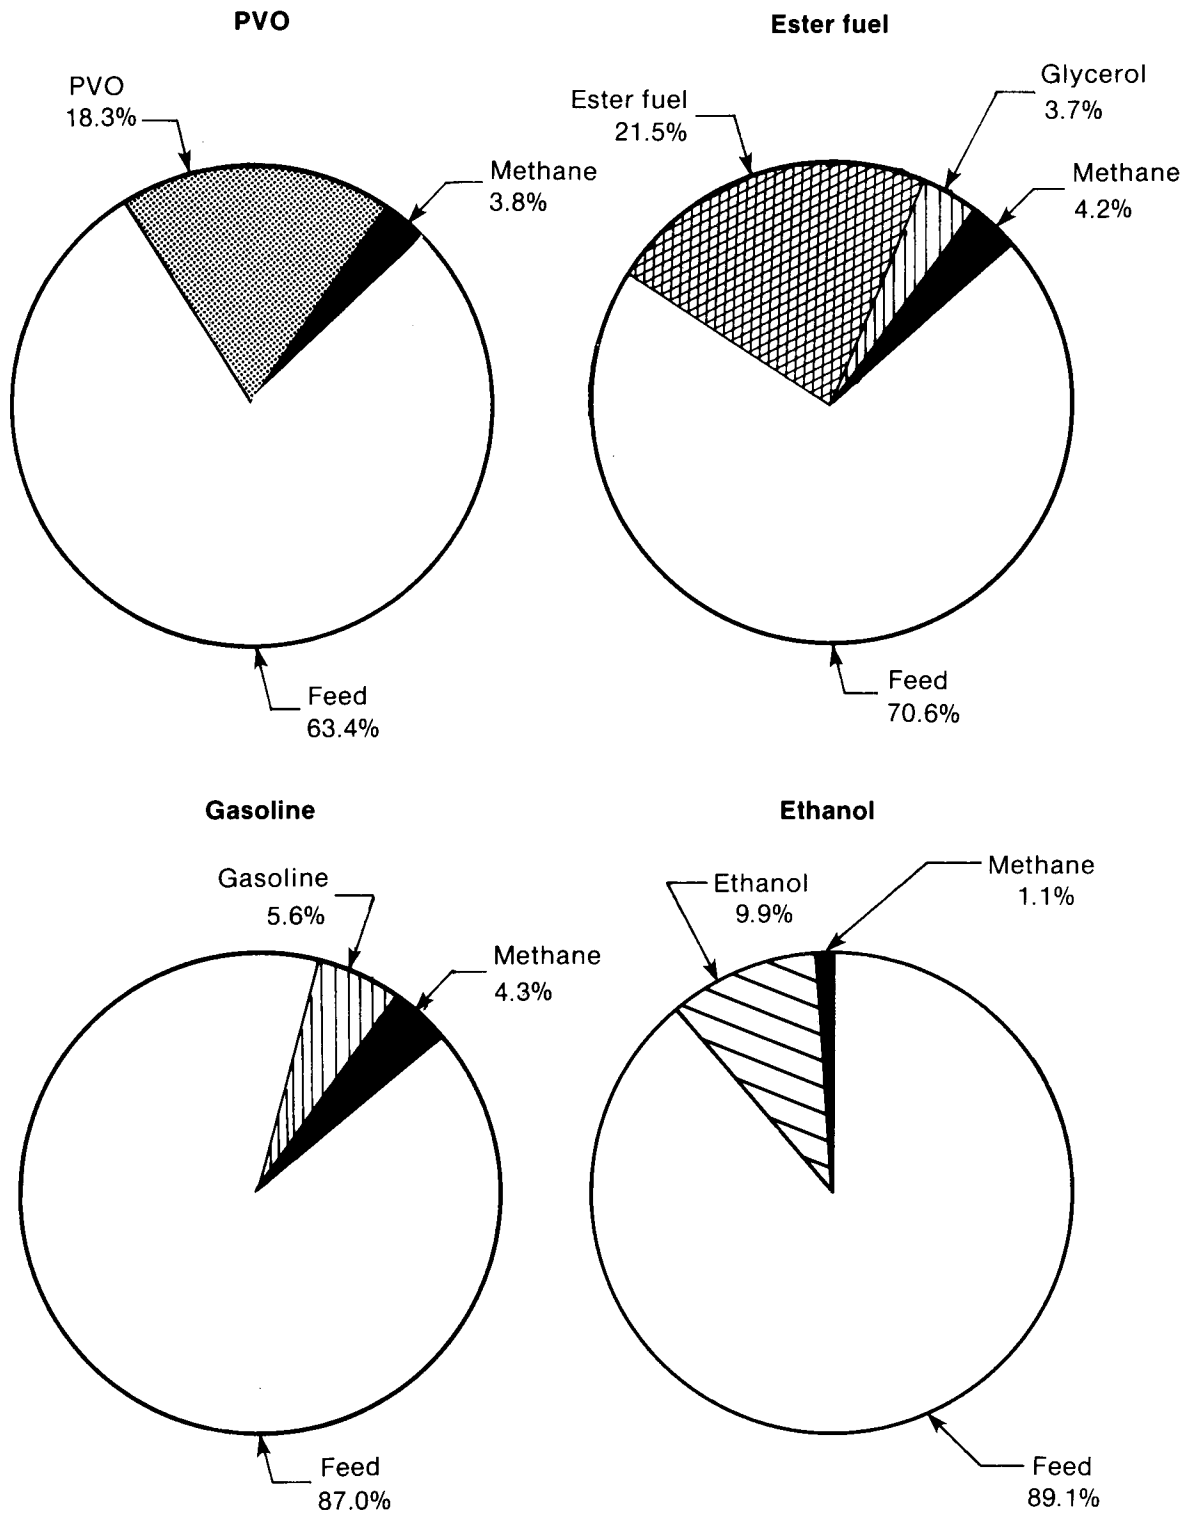 PVO
PVO
18.3%
Methane
3.8%
Feed
63.4%
Ester fuel
Ester fuel
21.5%
Glycerol
3.7%
Methane
4.2%
Feed
70.6%
Gasoline
Gasoline
5.6%
Methane
4.3%
Feed
87.0%
Ethanol
Ethanol
9.9%
Methane
1.1%
Feed
89.1%